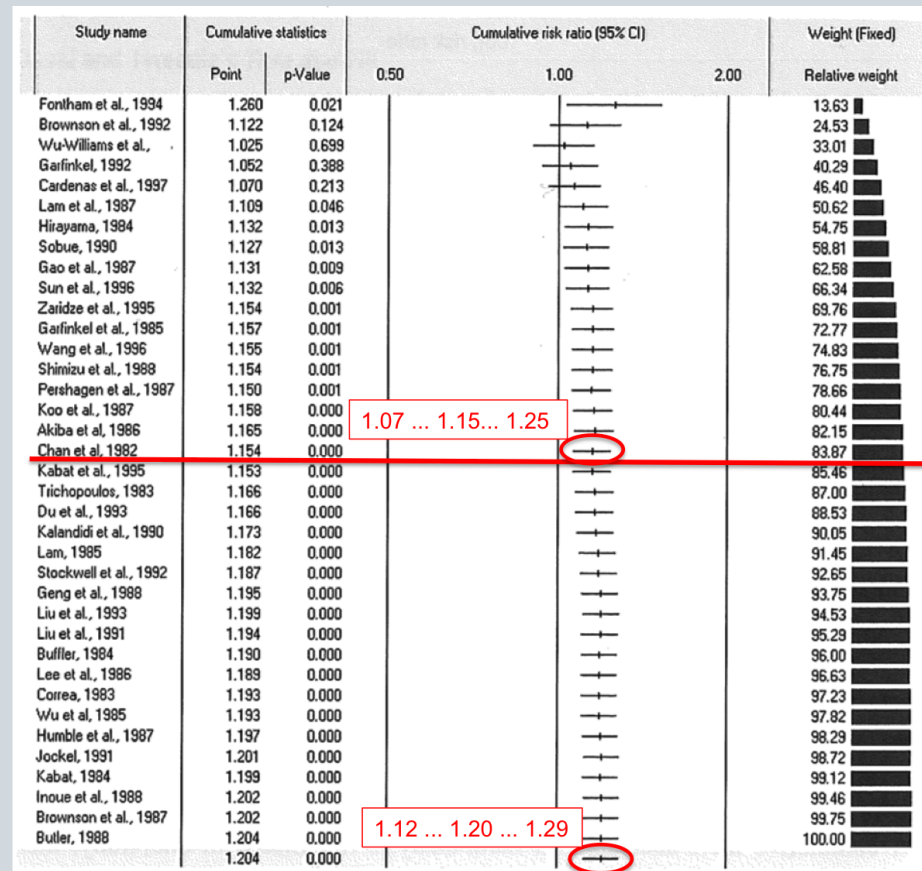 Study name Cumulative statistics Cumulative risk ratio (95% CI) Weight (Fixed)
Point p-Value 0.50 1.00 2.00 Relative weight
Fontham et al., 1994 1.260 0.021 13.63
Brownson et al., 1992 1.122 0.124 24.53
Wu-Williams et al., 1.025 0.699 33.01
Garfinkel, 1992 1.052 0.388 40.29
Cardenas et al., 1997 1.070 0.213 46.40
Lam et al., 1987 1.109 0.046 50.62
Hirayama, 1984 1.132 0.013 54.75
Sobue, 1990 1.127 0.013 58.81
Gao et al., 1987 1.131 0.009 62.58
Sun et al., 1996 1.132 0.006 66.34
Zaridze et al., 1995 1.154 0.001 69.76
Garfinkel et al., 1985 1.157 0.001 72.77
Wang et al., 1996 1.155 0.001 74.83
Shimizu et al., 1988 1.154 0.001 76.75
Pershagen et al., 1987 1.150 0.001 78.66
Koo et al., 1987 1.158 0.000 80.44
Akiba et al, 1986 1.165 0.000 1.07 ... 1.15... 1.25 82.15
Chan et al, 1982 1.154 0.000 83.87
Kabat et al., 1995 1.153 0.000 85.46
Trichopoulos, 1983 1.166 0.000 87.00
Du et al., 1993 1.166 0.000 88.53
Kalandidi et al., 1990 1.173 0.000 90.05
Lam, 1985 1.182 0.000 91.45
Stockwell et al., 1992 1.187 0.000 92.65
Geng et al., 1988 1.195 0.000 93.75
Liu et al., 1993 1.199 0.000 94.53
Liu et al., 1991 1.194 0.000 95.29
Buffler, 1984 1.190 0.000 96.00
Lee et al., 1986 1.189 0.000 96.63
Correa, 1983 1.193 0.000 97.23
Wu et al, 1985 1.193 0.000 97.82
Humble et al., 1987 1.197 0.000 98.29
Jockel, 1991 1.201 0.000 98.72
Kabat, 1984 1.199 0.000 99.12
Inoue et al., 1988 1.202 0.000 99.46
Brownson et al., 1987 1.202 0.000 99.75
Butler, 1988 1.204 0.000 1.12 ... 1.20 ... 1.29 100.00
1.204 0.000